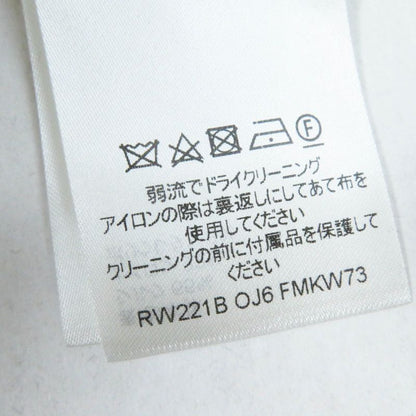 弱流でドライクリーニング
アイロンの際は裏返しにしてあて布を
使用してください
クリーニングの前に付属品を保護して
ください
RW221B OJ6 FMKW73